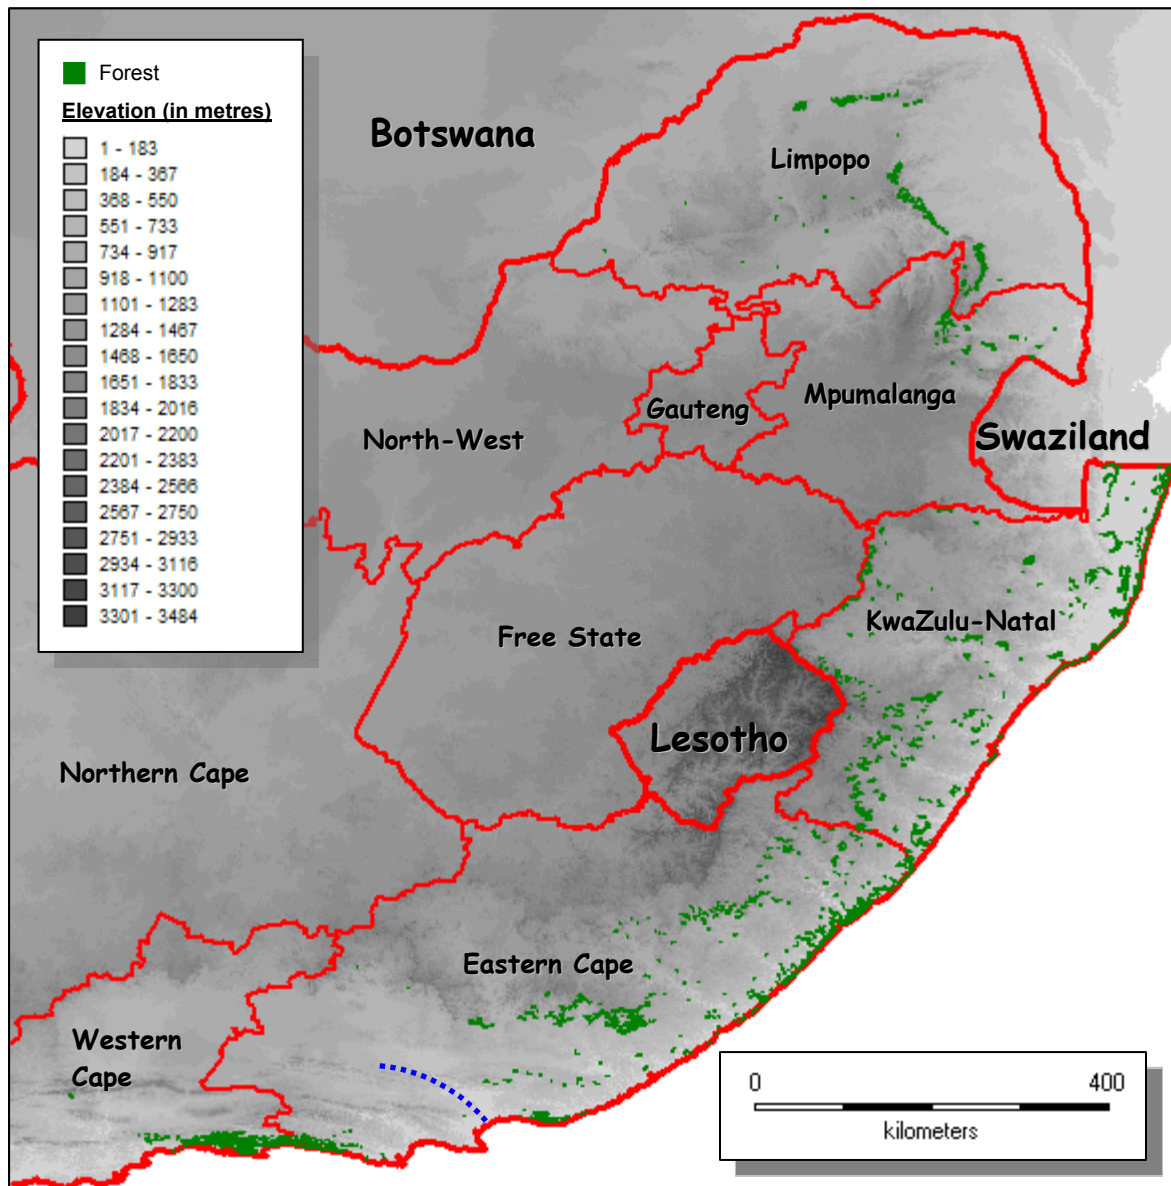 Forest
Elevation (in metres)
1 - 183
184 - 367
368 - 550
551 - 733
734 - 917
918 - 1100
1101 - 1283
1284 - 1467
1468 - 1650
1651 - 1833
1834 - 2016
2017 - 2200
2201 - 2383
2384 - 2566
2567 - 2750
2751 - 2933
2934 - 3116
3117 - 3300
3301 - 3484
Botswana
Limpopo
Mpumalanga
Gauteng
North-West
Swaziland
KwaZulu-Natal
Free State
Lesotho
Northern Cape
Eastern Cape
Western
Cape
0 400
kilometers